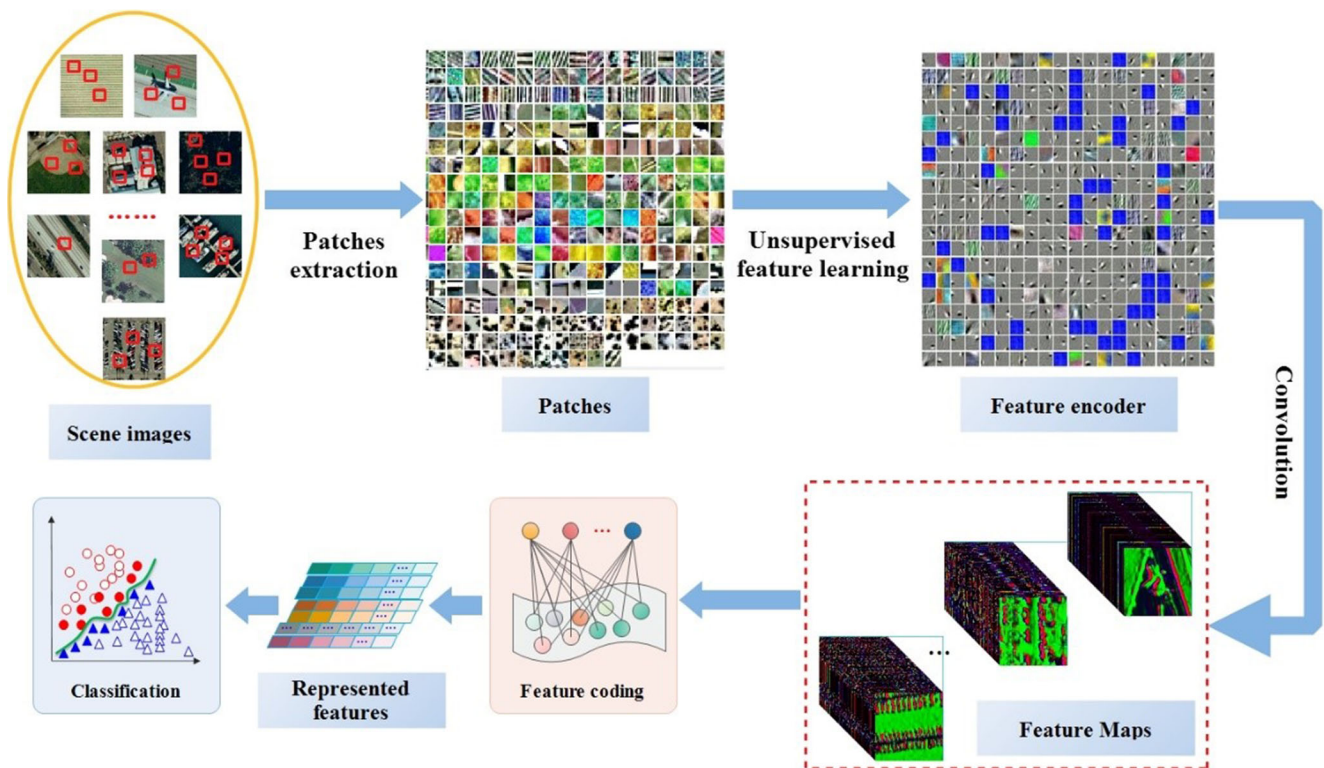 Patches
extraction
Unsupervised
feature learning
Scene images
Patches
Feature encoder
Convolution
Feature Maps
Feature coding
Represented
features
Classification